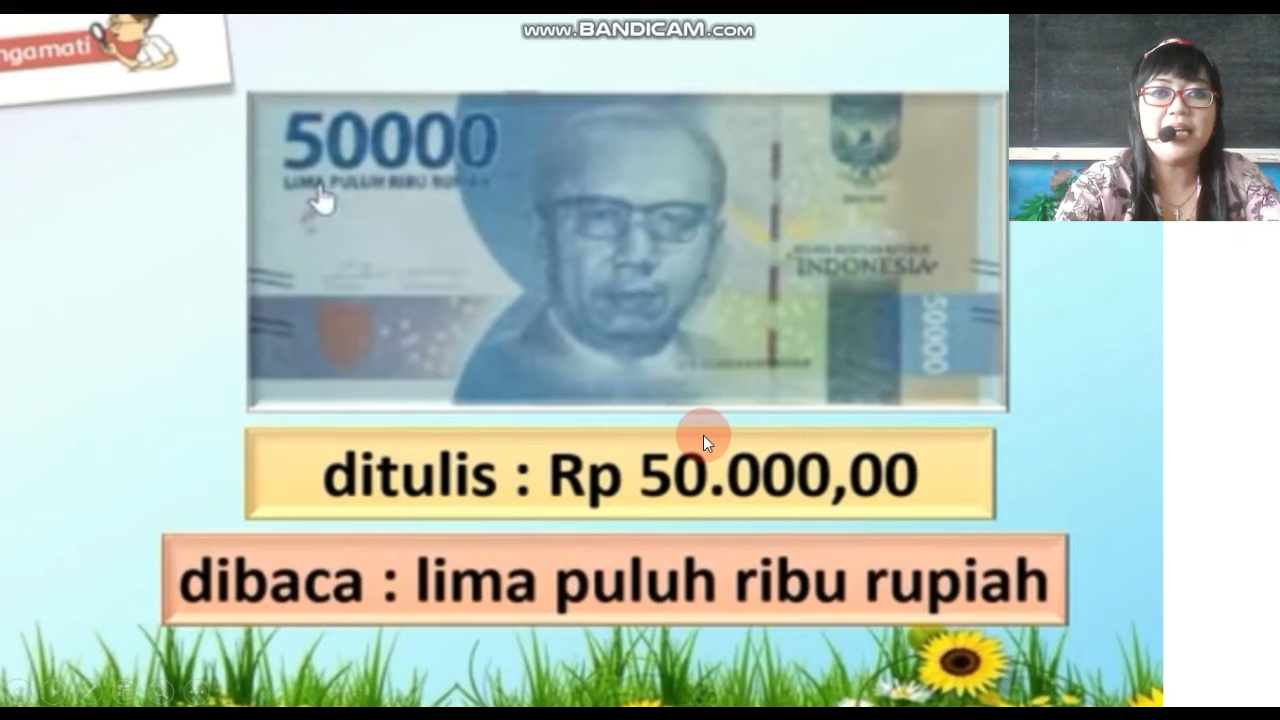 www.BANDICAM.com
ngamati
50000
LIMA PULUH RIBU
INDONESIA
50000
ditulis : Rp 50.000,00
dibaca : lima puluh ribu rupiah